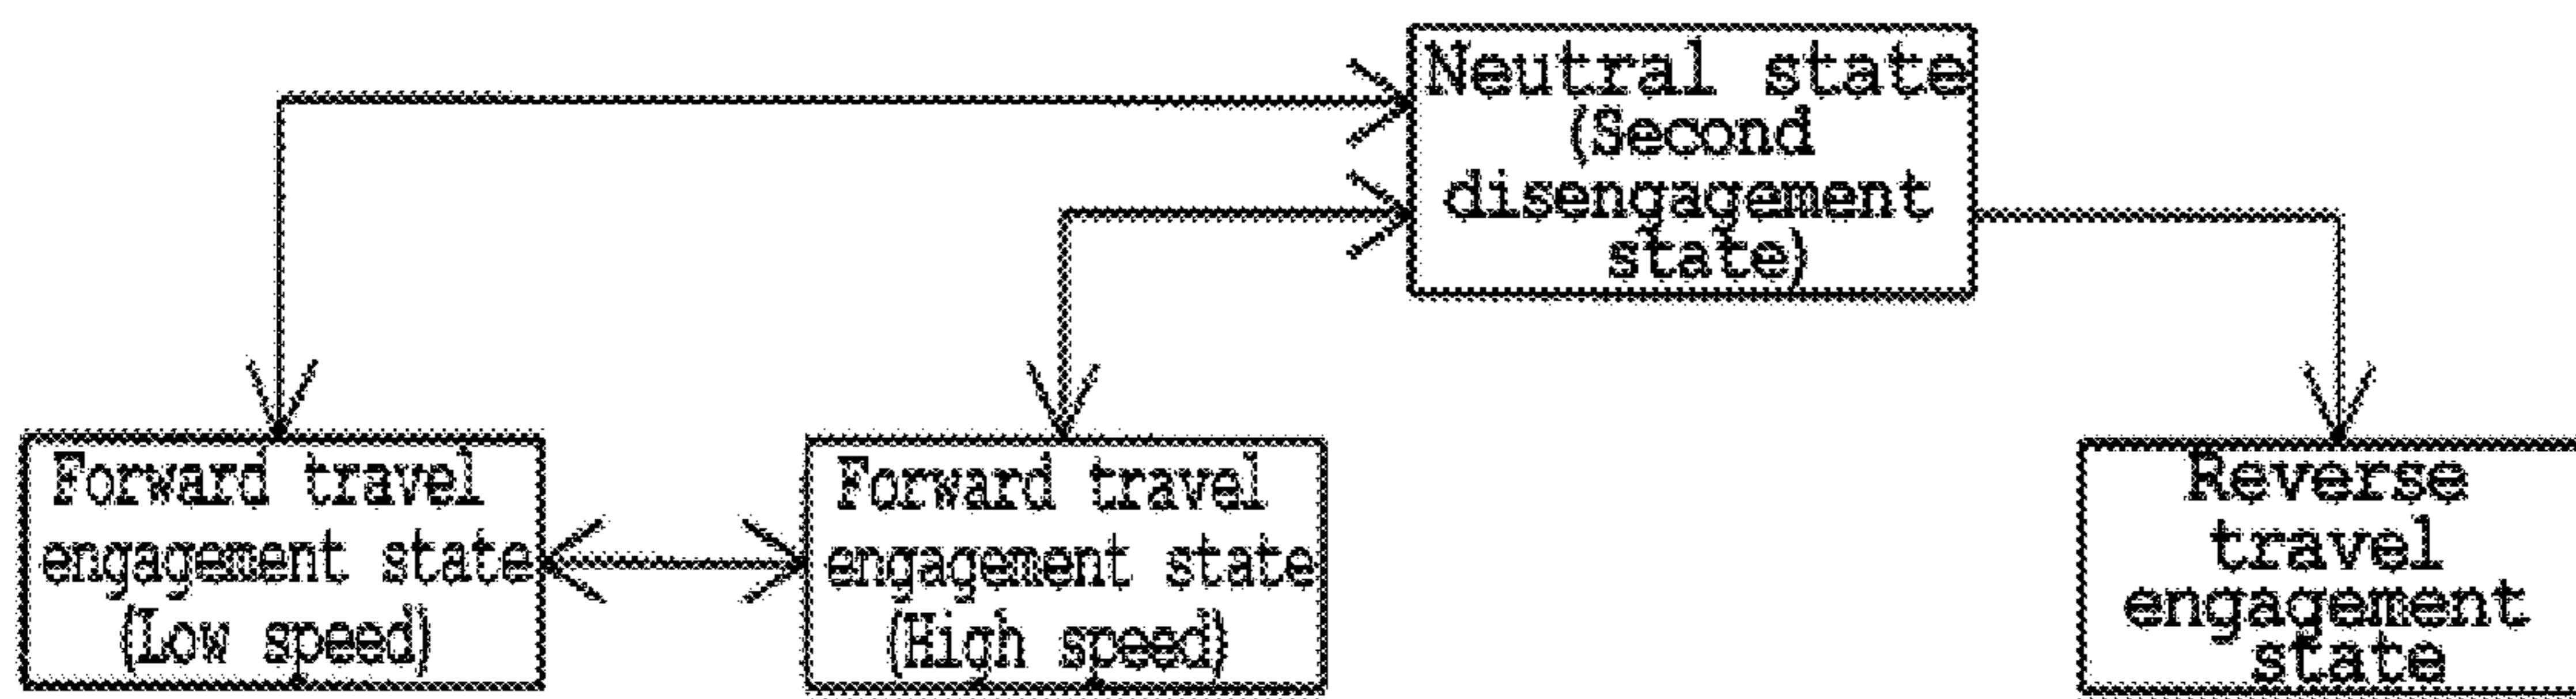 Neutral state
(Second
disengagement
state)
Forward travel
engagement state
(Low speed)
Forward travel
engagement state
(High speed)
Reverse
travel
engagement
state